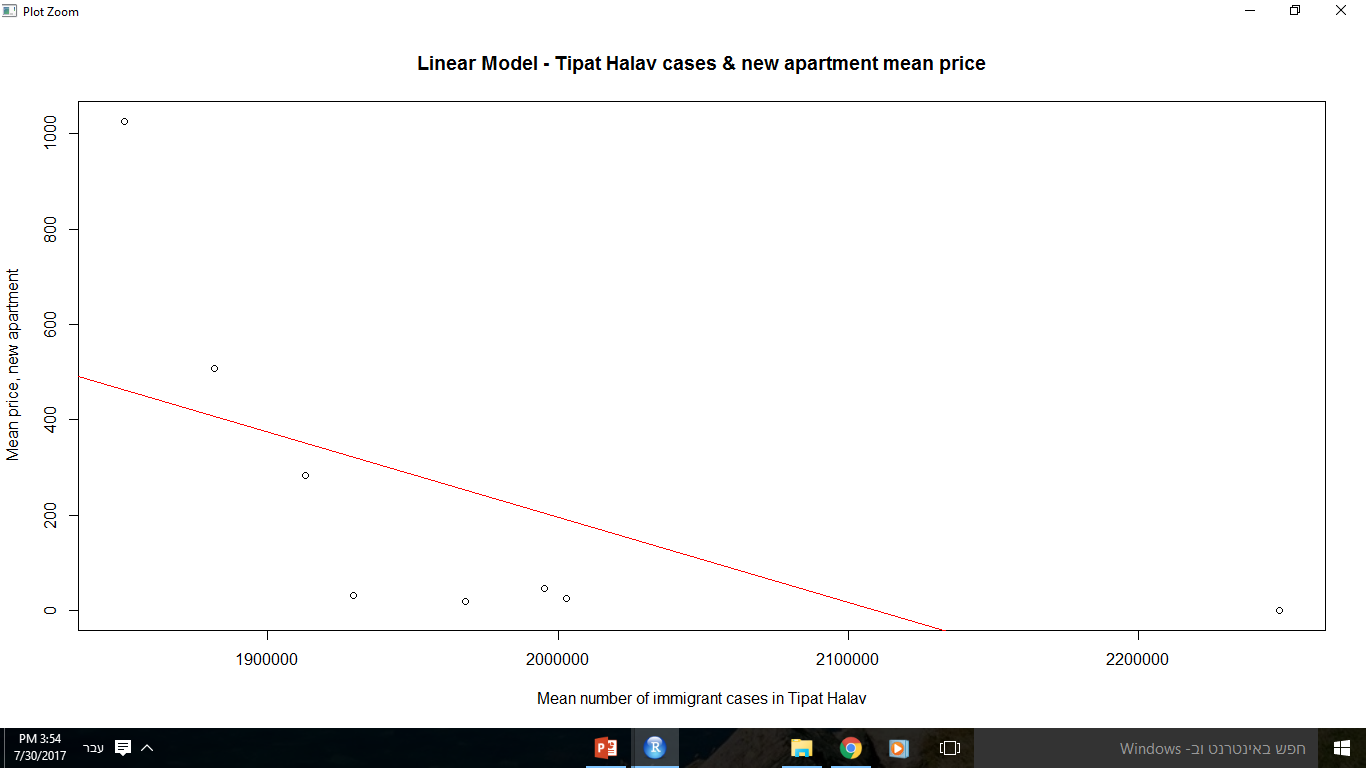 Plot Zoom
Linear Model - Tipat Halav cases & new apartment mean price
Mean price, new apartment
1000
800
600
400
200
0
1900000 2000000 2100000 2200000
Mean number of immigrant cases in Tipat Halav
PM 3:54
7/30/2017
עבר
חפש באינטרנט וב- Windows